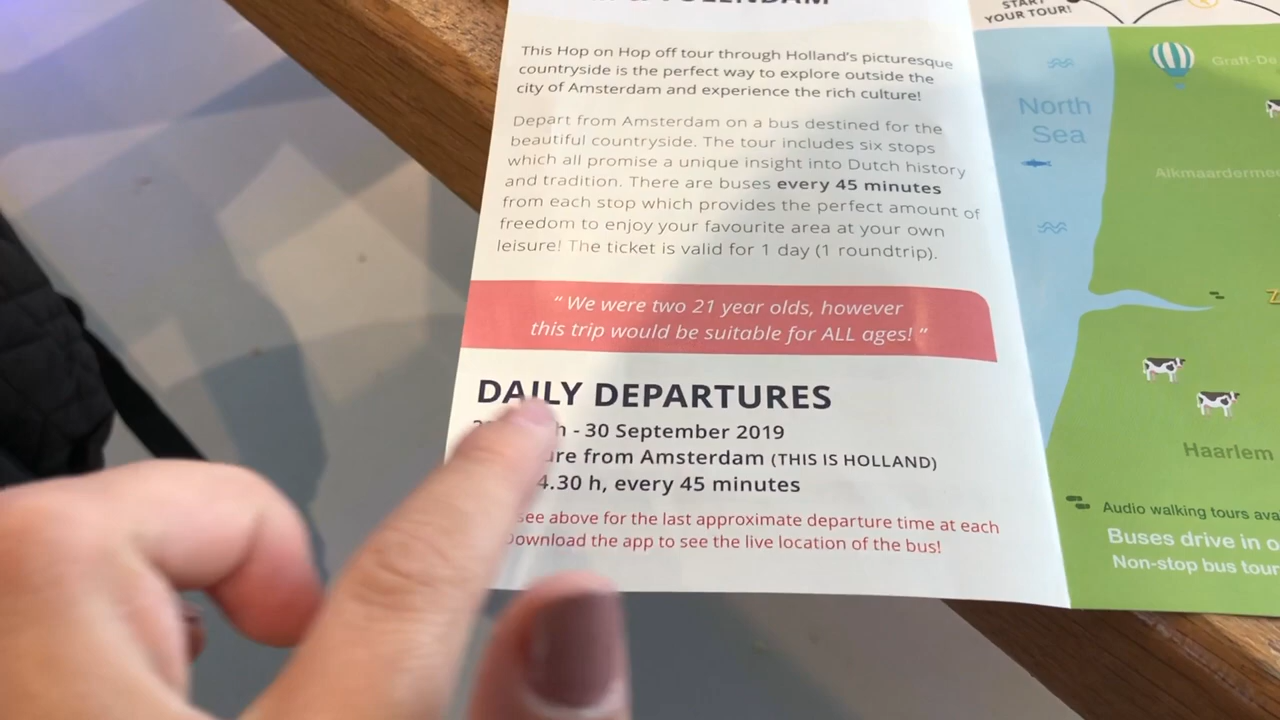 VOLENDAM
This Hop on Hop off tour through Holland's picturesque
countryside is the perfect way to explore outside the
city of Amsterdam and experience the rich culture!
Depart from Amsterdam on a bus destined for the
beautiful countryside. The tour includes six stops
which all promise a unique insight into Dutch history
and tradition. There are buses every 45 minutes
from each stop which provides the perfect amount of
freedom to enjoy your favourite area at your own
leisure! The ticket is valid for 1 day (1 roundtrip).
“ We were two 21 year olds, however
this trip would be suitable for ALL ages! ”
DAILY DEPARTURES
- 30 September 2019
from Amsterdam (THIS IS HOLLAND)
4.30 h, every 45 minutes
see above for the last approximate departure time at each
Download the app to see the live location of the bus!
START
YOUR TOUR!
Graft-De
North
Sea
Alkmaardermee
Haarlem
Audio walking tours ava
Buses drive in o
Non-stop bus tour